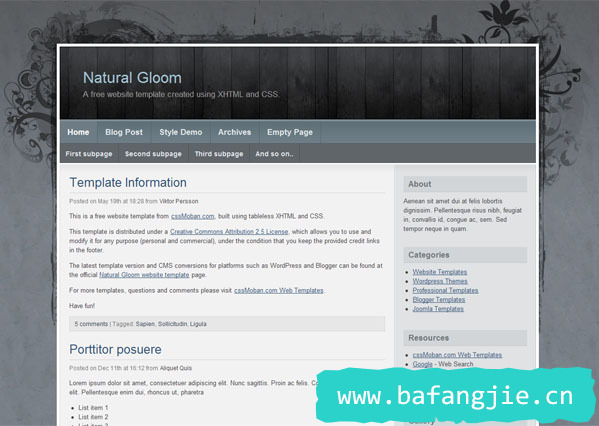 Natural Gloom
A free website template created using XHTML and CSS.
Home Blog Post Style Demo Archives Empty Page
First subpage Second subpage Third subpage And so on..
Template Information
Posted on May 19th at 18:28 from Viktor Persson
This is a free website template from cssMoban.com, built using tableless XHTML and CSS.
This template is distributed under a Creative Commons Attribution 2.5 License, which allows you to use and
modify it for any purpose (personal and commercial), under the condition that you keep the provided credit links
in the footer.
The latest template version and CMS conversions for platforms such as WordPress and Blogger can be found at
the official Natural Gloom website template page.
For more templates, questions and comments please visit cssMoban.com Web Templates.
Have fun!
5 comments | Tagged: Sapien, Sollicitudin, Ligula
Porttitor posuere
Posted on Dec 11th at 16:12 from Aliquet Quis
Lorem ipsum dolor sit amet, consectetuer adipiscing elit. Nunc sagittis. Proin ac felis.
elit. Pellentesque enim dui, rhoncus ut, pharetra
List item 1
List item 2
About
Aenean sit amet dui at felis lobortis
dignissim. Pellentesque risus nibh, feugiat
in, convallis id, congue ac, sem. Sed
tempor neque in quam.
Categories
Website Templates
Wordpress Themes
Professional Templates
Blogger Templates
Joomla Templates
Resources
cssMoban.com Web Templates
Google - Web Search
www.bafangjie.cn